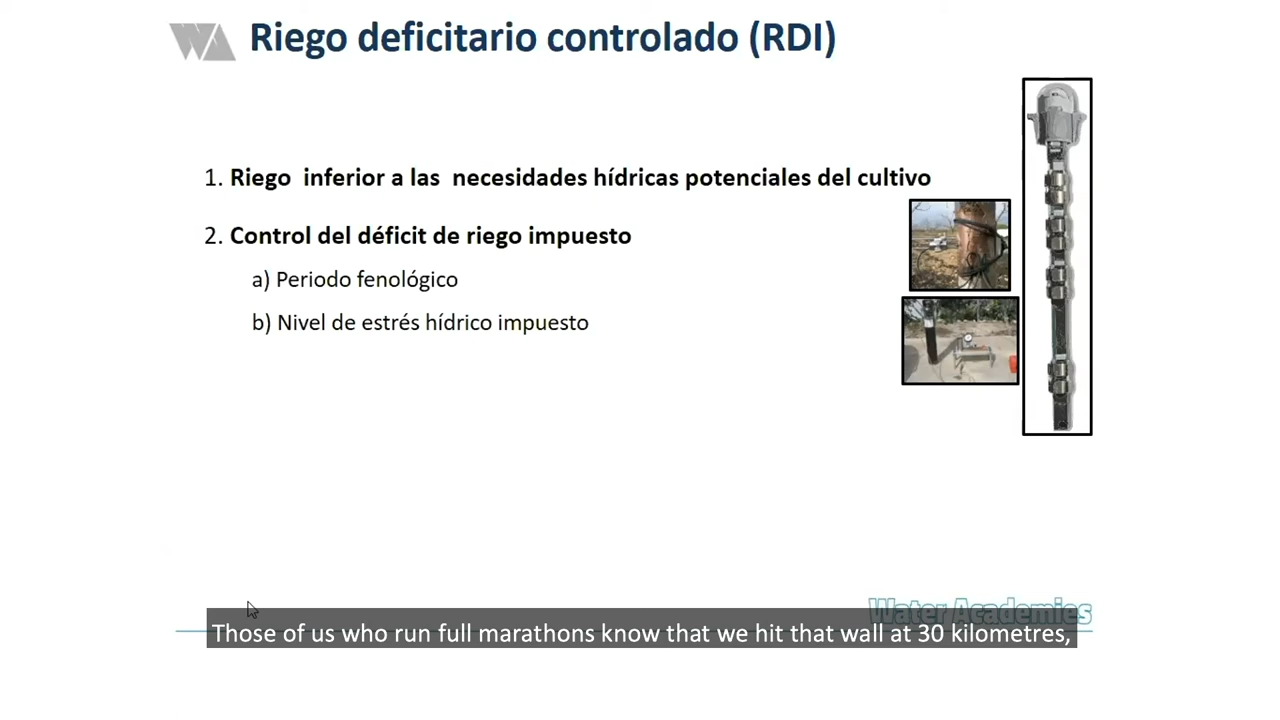 WA
Riego deficitario controlado (RDI)
1. Riego inferior a las necesidades hídricas potenciales del cultivo
2. Control del déficit de riego impuesto
a) Periodo fenológico
b) Nivel de estrés hídrico impuesto
Water Academies
Those of us who run full marathons know that we hit that wall at 30 kilometres,